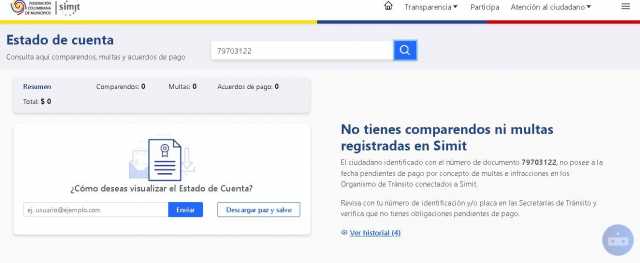 FEDERACIÓN
COLOMBIANA
DE MUNICIPIOS
simit
Transparencia
Participa
Atención al ciudadano
Estado de cuenta
Consulta aquí comparendos, multas y acuerdos de pago
79703122
Resumen
Comparendos: 0
Multas: 0
Acuerdos de pago: 0
Total: $ 0
¿Cómo deseas visualizar el Estado de Cuenta?
ej. usuario@ejemplo.com
Enviar
Descargar paz y salvo
No tienes comparendos ni multas
registradas en Simit
El ciudadano identificado con el número de documento 79703122, no posee a la
fecha pendientes de pago por concepto de multas e infracciones en los
Organismo de Tránsito conectados a Simit.
Revisa con tu número de identificación y/o placa en las Secretarías de Tránsito y
verifica que no tienes obligaciones pendientes de pago.
Ver historial (4)